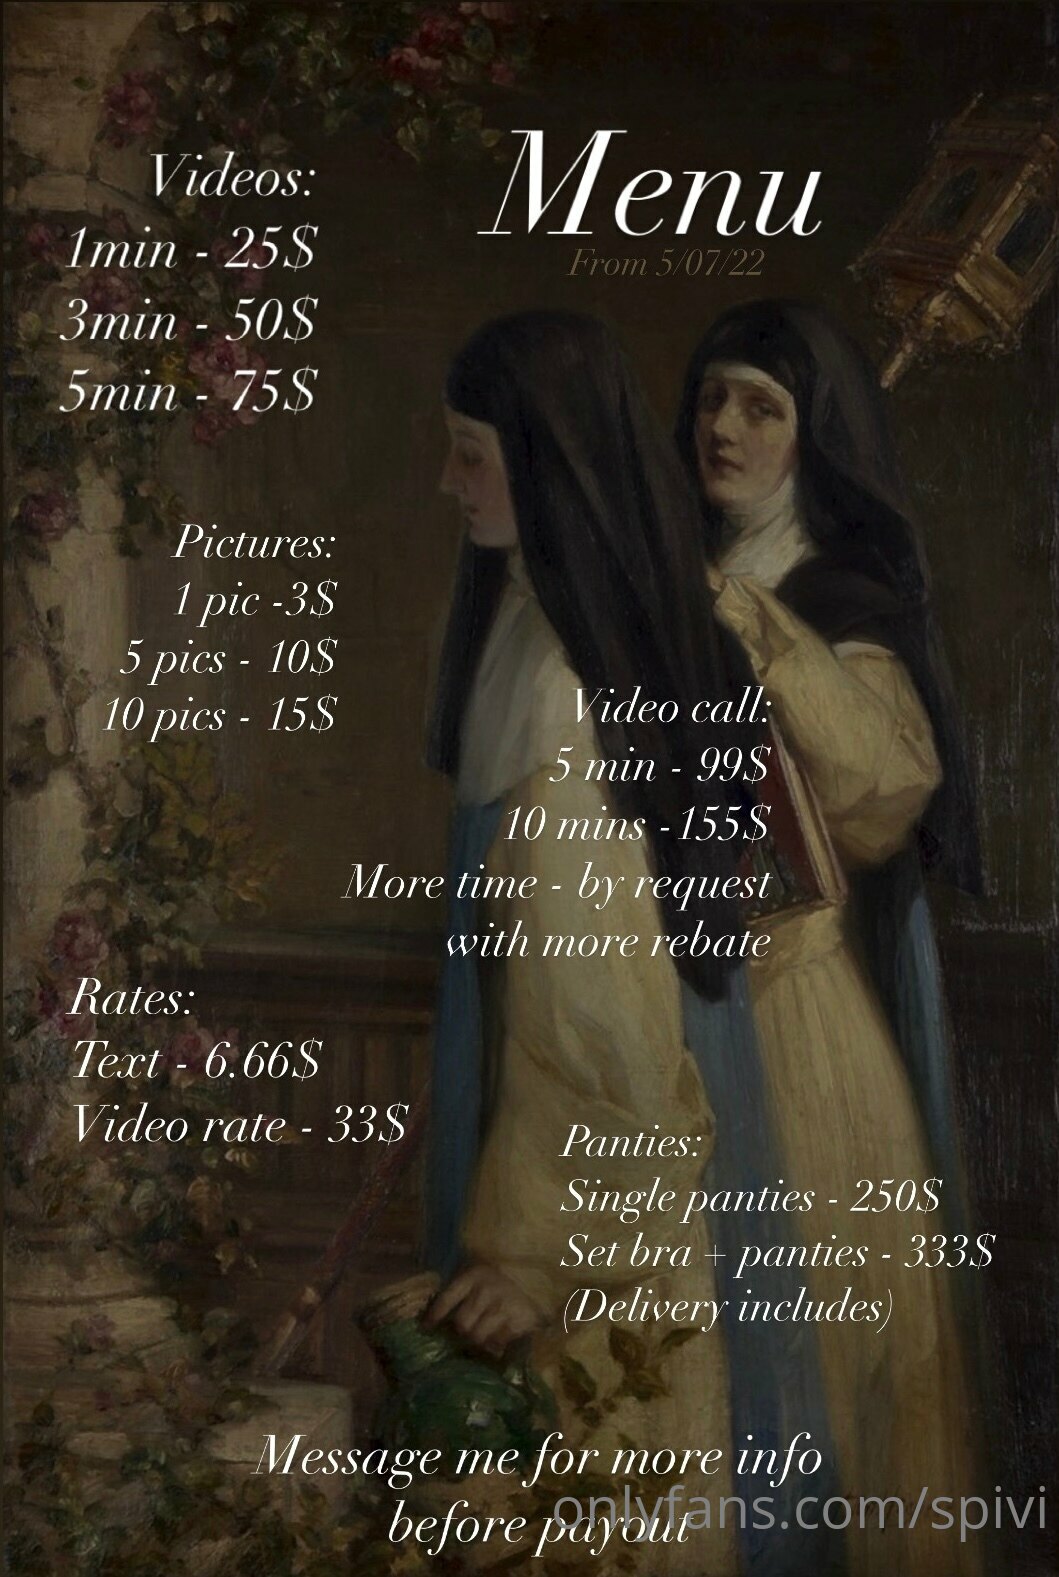 Menu
From 5/07/22
Videos:
1min - 25$
3min - 50$
5min - 75$
Pictures:
1 pic -3$
5 pics - 10$
10 pics - 15$
Video call:
5 min - 99$
10 mins -155$
More time - by request
with more rebate
Rates:
Text - 6.66$
Video rate - 33$
Panties:
Single panties - 250$
Set bra + panties - 333$
(Delivery includes)
Message me for more info
before payout
onlyfans.com/spivi